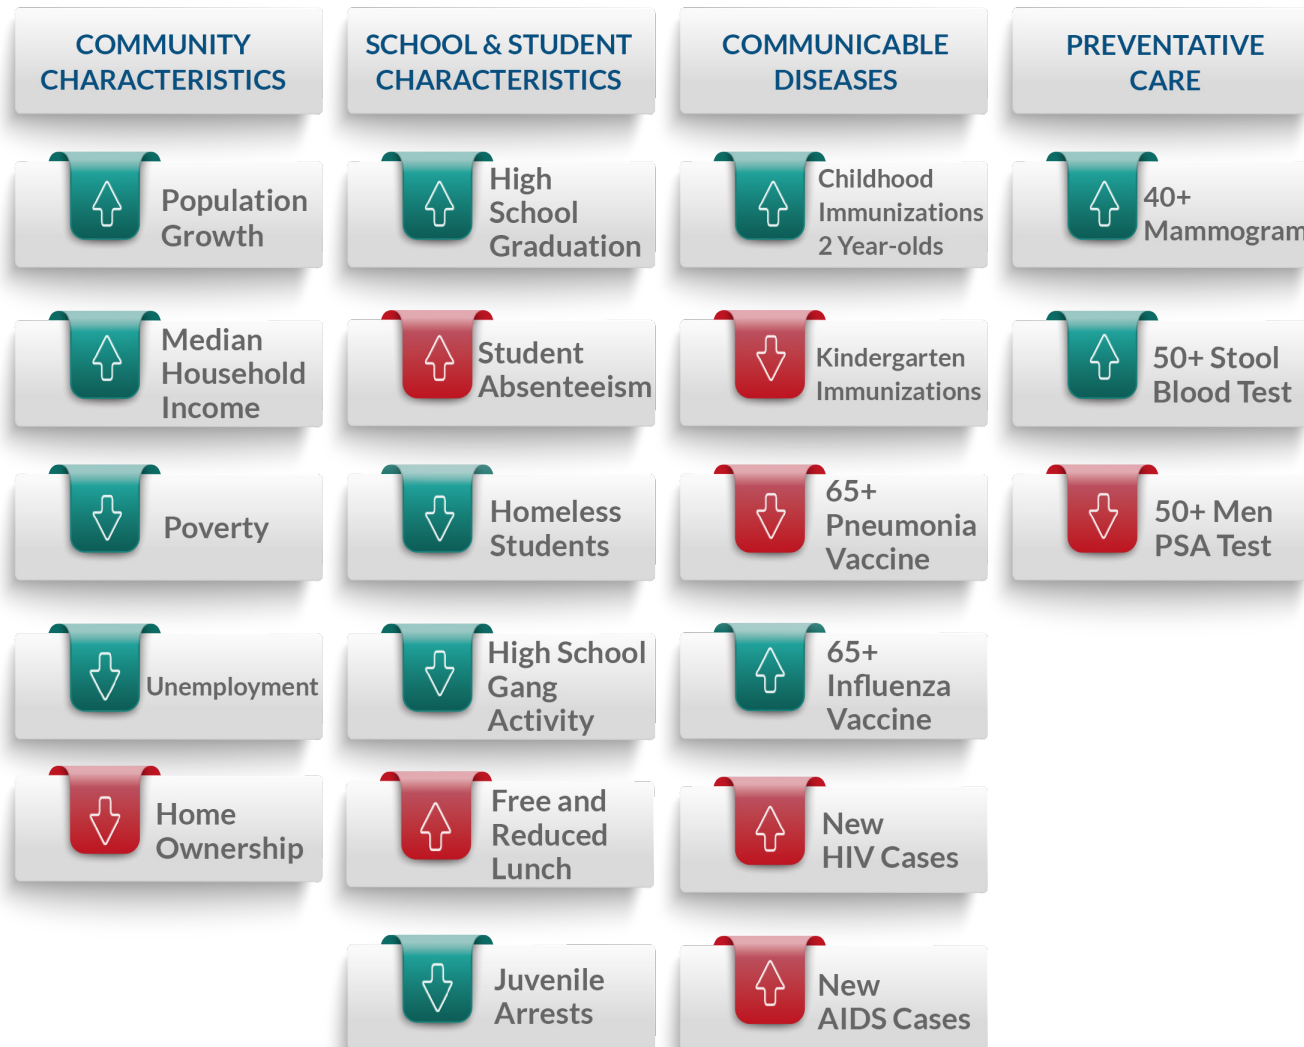 COMMUNITY
CHARACTERISTICS
Population
Growth
Median
Household
Income
Poverty
Unemployment
Home
Ownership
SCHOOL & STUDENT
CHARACTERISTICS
High
School
Graduation
Student
Absenteeism
Homeless
Students
High School
Gang
Activity
Free and
Reduced
Lunch
Juvenile
Arrests
COMMUNICABLE
DISEASES
Childhood
Immunizations
2 Year-olds
Kindergarten
Immunizations
65+
Pneumonia
Vaccine
65+
Influenza
Vaccine
New
HIV Cases
New
AIDS Cases
PREVENTATIVE
CARE
40+
Mammogram
50+ Stool
Blood Test
50+ Men
PSA Test